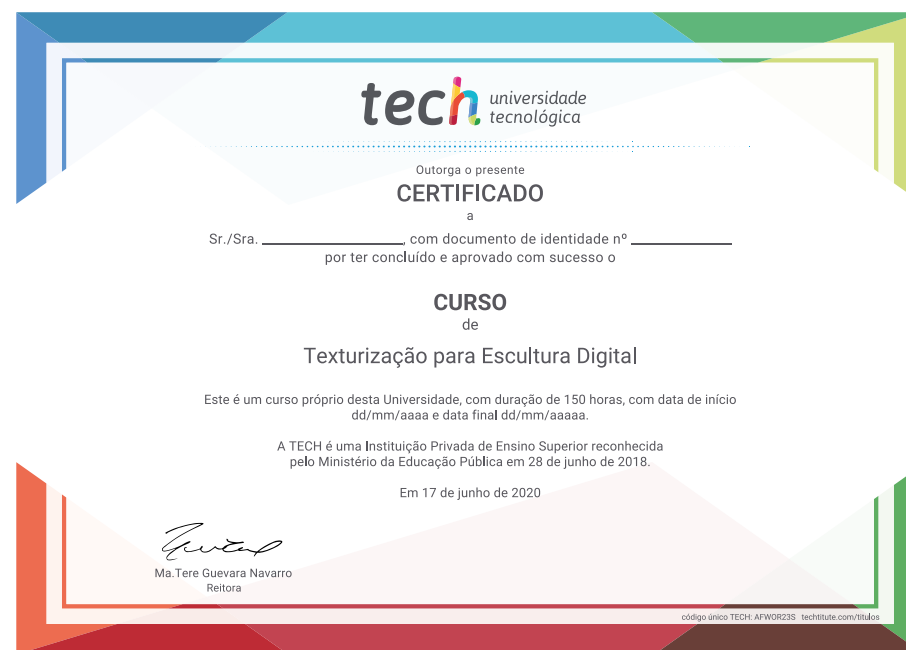 tech universidade
tecnológica
Outorga o presente
CERTIFICADO
a
Sr./Sra. ________________, com documento de identidade nº ____________
por ter concluído e aprovado com sucesso o
CURSO
de
Texturização para Escultura Digital
Este é um curso próprio desta Universidade, com duração de 150 horas, com data de início
dd/mm/aaaa e data final dd/mm/aaaaa.
A TECH é uma Instituição Privada de Ensino Superior reconhecida
pelo Ministério da Educação Pública em 28 de junho de 2018.
Em 17 de junho de 2020
Ma.Tere Guevara Navarro
Reitora
código único TECH: AFWOR23S techtitute.com/titulos